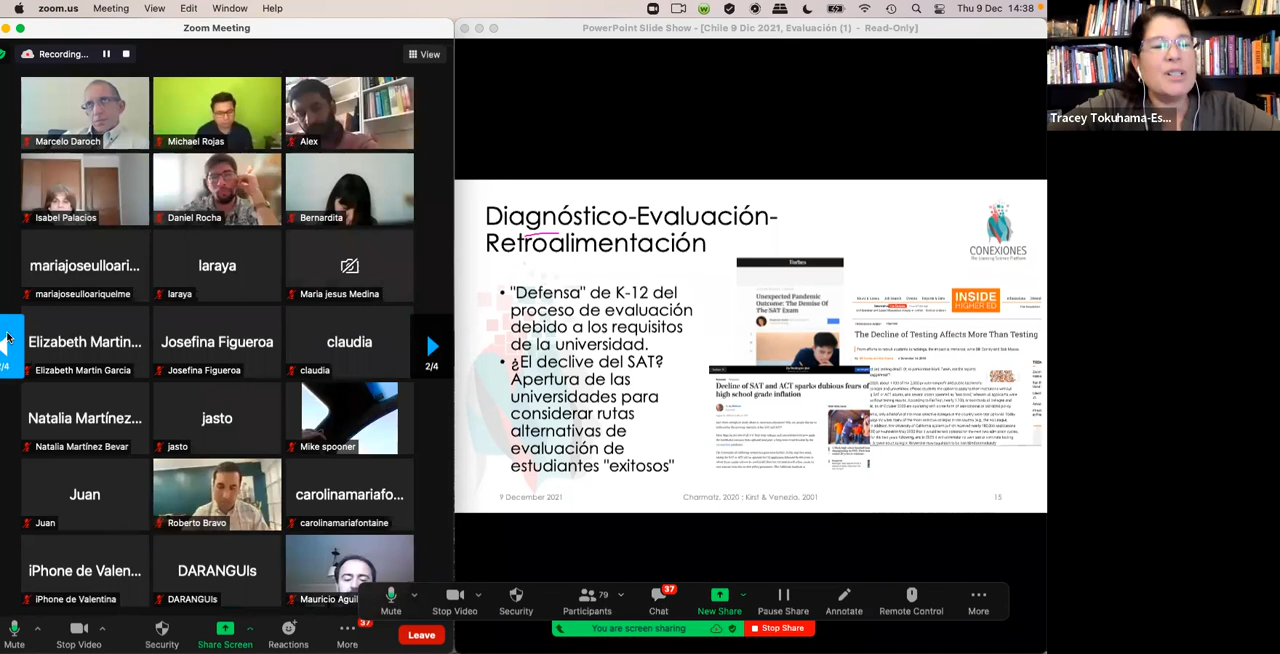 zoom.us Meeting View Edit Window Help
Thu 9 Dec 14:38
Zoom Meeting
PowerPoint Slide Show - [Chile 9 Dic 2021, Evaluación (1) - Read-Only]
Recording...
View
Marcelo Daroch
Michael Rojas
Alex
Tracey Tokuhama-Es...
Isabel Palacios
Daniel Rocha
Bernardita
mariajoseulloari...
laraya
mariajoseulloariquelme
laraya
Maria jesus Medina
Elizabeth Martin...
Josefina Figueroa
claudia
Elizabeth Martin Garcia
Josefina Figueroa
claudia
2/4
2/4
Natalia Martínez...
jasto
Natalia Martínez Bevar
jasto
Mike spooner
Juan
carolinamariafo...
Juan
Roberto Bravo
carolinamariafontaine
iPhone de Valen...
DARANGUIs
iPhone de Valentina
DARANGUIs
Mauricio Aguil
Diagnóstico-Evaluación-
Retroalimentación
CONEXIONES
The Learning Science Platform
• "Defensa" de K-12 del
proceso de evaluación
debido a los requisitos
de la universidad.
• ¿El declive del SAT?
Apertura de las
universidades para
considerar rutas
alternativas de
evaluación de
estudiantes "exitosos"
Forbes
Unexpected Pandemic
Outcome: The Demise Of
The SAT Exam
INSIDE
HIGHER ED
The Decline of Testing Affects More Than Testing
Decline of SAT and ACT sparks dubious fears of
high school grade inflation
9 December 2021
Charmatz, 2020 ; Kirst & Venezia, 2001
15
Mute
Stop Video
Security
79
Participants
37
Chat
New Share
Pause Share
Annotate
Remote Control
More
You are screen sharing
Stop Share
Mute
Stop Video
Security
Share Screen
Reactions
37
More
Leave